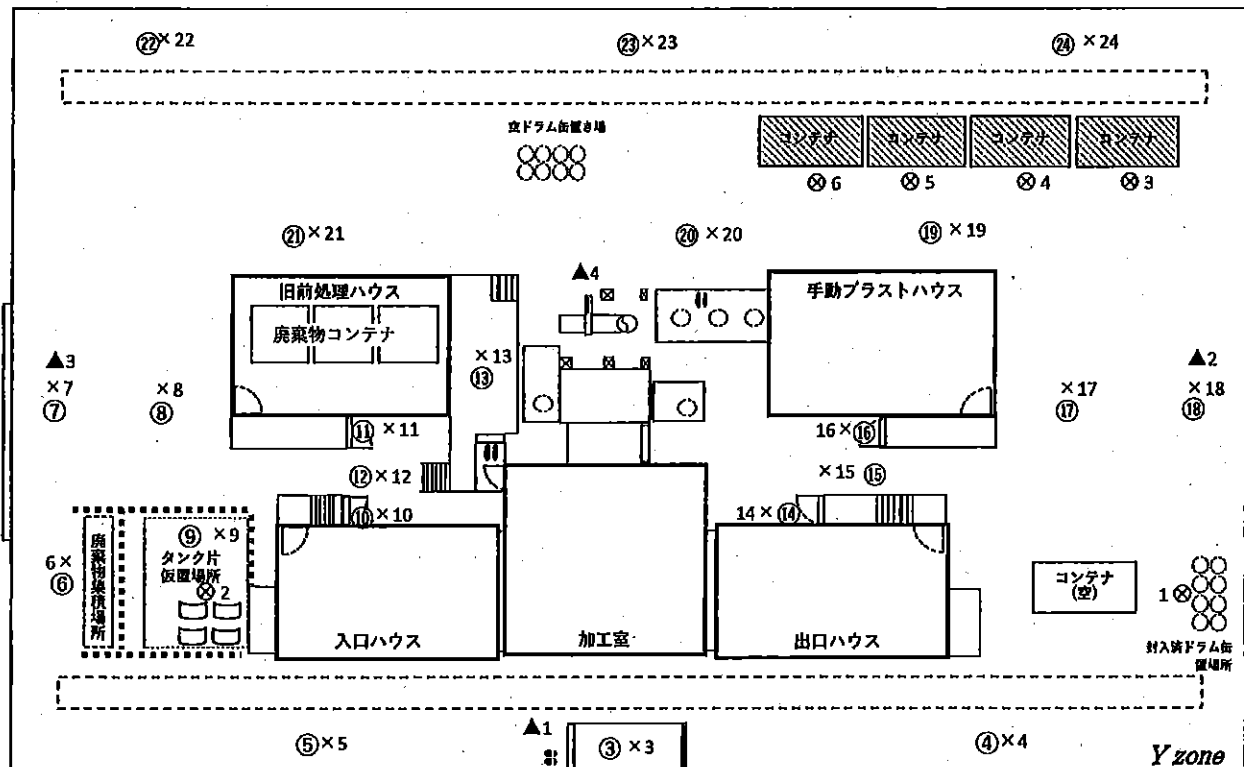 ㉒×22
㉓×23
㉔×24
空ドラム缶置き場
コンテナ
コンテナ
コンテナ
コンテナ
⊗6
⊗5
⊗4
⊗3
㉑×21
⑳×20
⑲×19
▲4
旧前処理ハウス
廃棄物コンテナ
手動ブラストハウス
▲3
×7
⑦
×8
⑧
×13
⑬
×17
⑰
▲2
×18
⑱
⑪×11
16×⑯
⑫×12
×15⑮
⑩×10
14×⑭
6×
⑥
廃棄物集積場所
⑨×9
タンク片
仮置場所
⊗2
入口ハウス
加工室
出口ハウス
コンテナ
(空)
1⊗
封入済ドラム缶
置場所
⑤×5
▲1
③×3
④×4
Y zone